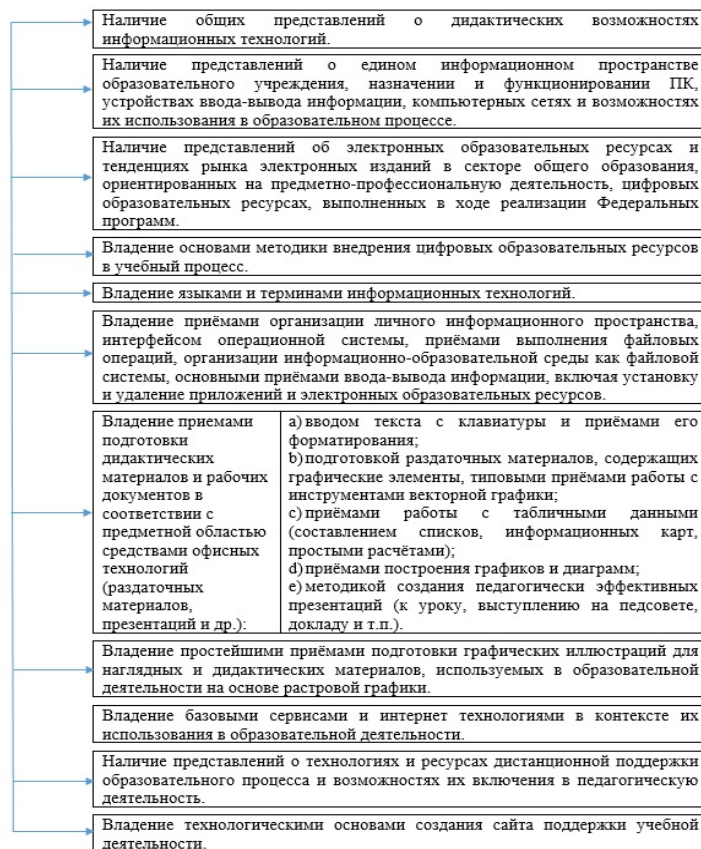 Наличие общих представлений о дидактических возможностях
информационных технологий.
Наличие представлений о едином информационном пространстве
образовательного учреждения, назначении и функционировании ПК,
устройствах ввода-вывода информации, компьютерных сетях и возможностях
их использования в образовательном процессе.
Наличие представлений об электронных образовательных ресурсах и
тенденциях рынка электронных изданий в секторе общего образования,
ориентированных на предметно-профессиональную деятельность, цифровых
образовательных ресурсах, выполненных в ходе реализации Федеральных
программ.
Владение основами методики внедрения цифровых образовательных ресурсов
в учебный процесс.
Владение языками и терминами информационных технологий.
Владение приёмами организации личного информационного пространства,
интерфейсом операционной системы, приёмами выполнения файловых
операций, организации информационно-образовательной среды как файловой
системы, основными приёмами ввода-вывода информации, включая установку
и удаление приложений и электронных образовательных ресурсов.
Владение приемами
подготовки
дидактических
материалов и рабочих
документов в
соответствии с
предметной областью
средствами офисных
технологий
(раздаточных
материалов,
презентаций и др.):
a) вводом текста с клавиатуры и приёмами его
форматирования;
b) подготовкой раздаточных материалов, содержащих
графические элементы, типовыми приёмами работы с
инструментами векторной графики;
c) приёмами работы с табличными данными
(составлением списков, информационных карт,
простыми расчётами);
d) приёмами построения графиков и диаграмм;
e) методикой создания педагогически эффективных
презентаций (к уроку, выступлению на педсовете,
докладу и т.п.).
Владение простейшими приёмами подготовки графических иллюстраций для
наглядных и дидактических материалов, используемых в образовательной
деятельности на основе растровой графики.
Владение базовыми сервисами и интернет технологиями в контексте их
использования в образовательной деятельности.
Наличие представлений о технологиях и ресурсах дистанционной поддержки
образовательного процесса и возможностях их включения в педагогическую
деятельность.
Владение технологическими основами создания сайта поддержки учебной
деятельности.